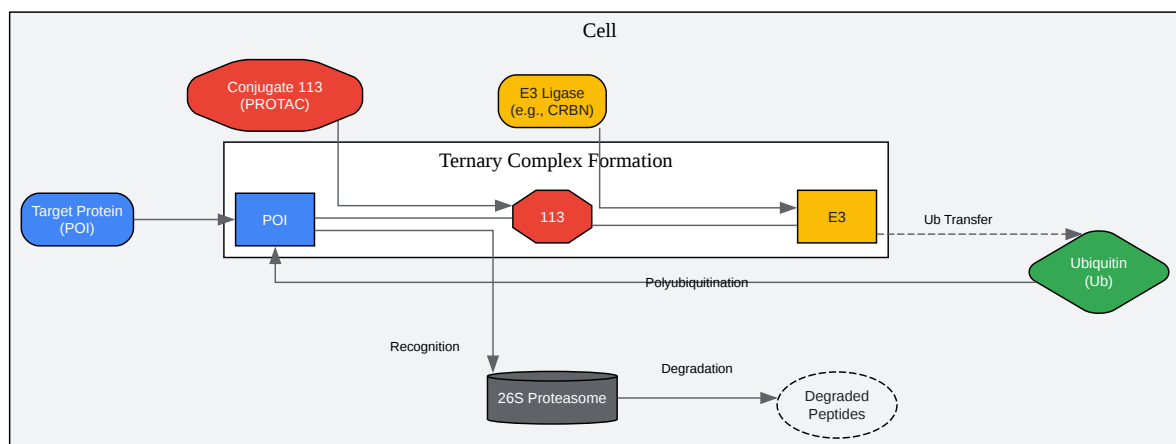 Cell
Conjugate 113
(PROTAC)
E3 Ligase
(e.g., CRBN)
Ternary Complex Formation
Target Protein
(POI)
POI
113
E3
Ub Transfer
Ubiquitin
(Ub)
Polyubiquitination
Recognition
26S Proteasome
Degradation
Degraded
Peptides